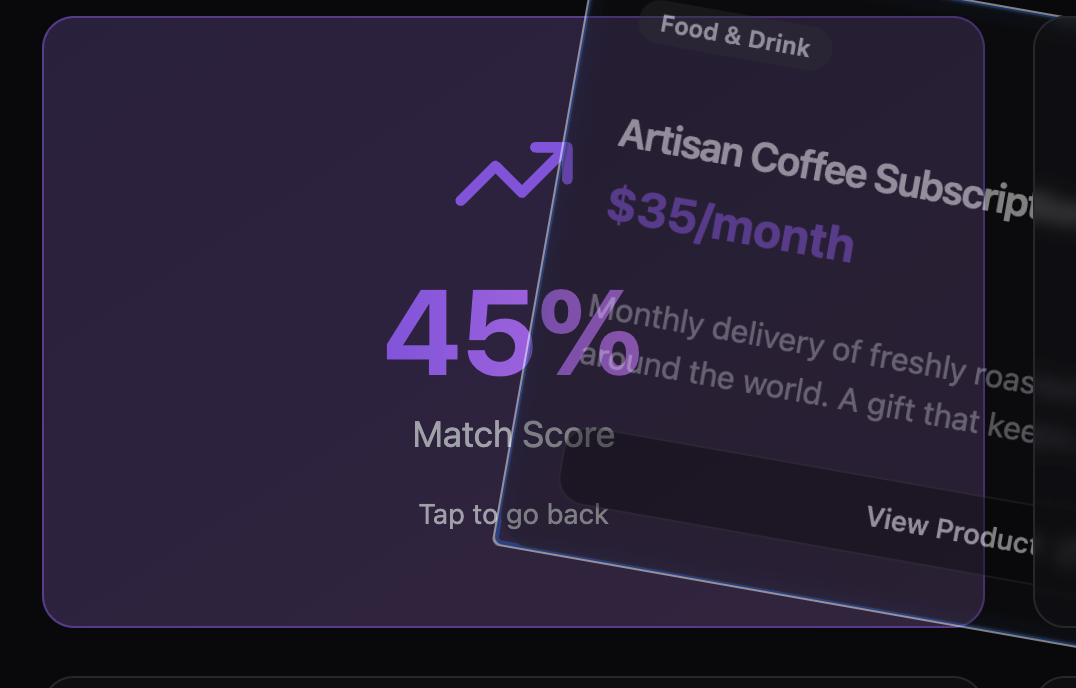 Food & Drink
Artisan Coffee Subscript
$35/month
Monthly delivery of freshly roas
around the world. A gift that kee
View Product
45%
Match Score
Tap to go back